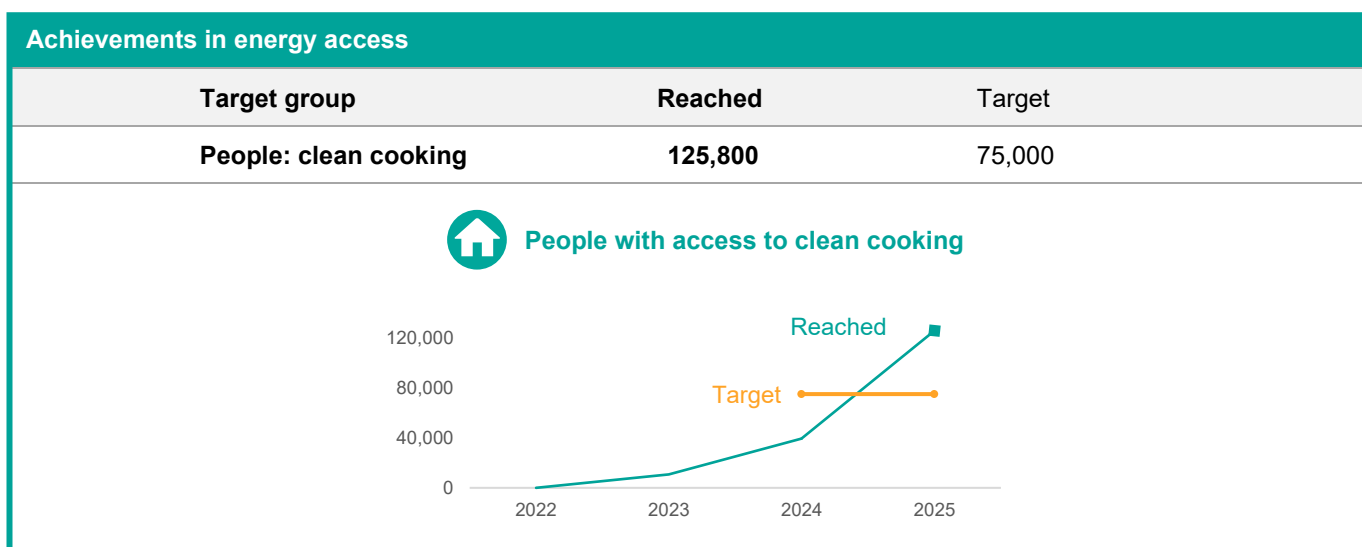 Achievements in energy access
Target group Reached Target
People: clean cooking 125,800 75,000
People with access to clean cooking
Reached
120,000
80,000
Target
40,000
0
2022 2023 2024 2025